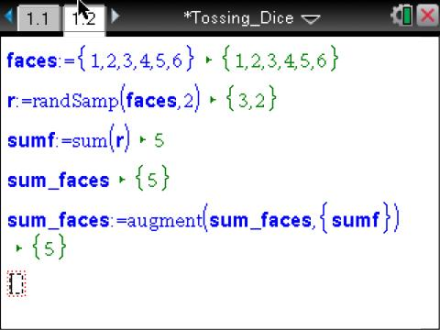 1.1 1.2 *Tossing_Dice
faces:={1,2,3,4,5,6} ▸ {1,2,3,4,5,6}
r:=randSamp(faces,2) ▸ {3,2}
sumf:=sum(r) ▸ 5
sum_faces ▸ {5}
sum_faces:=augment(sum_faces,{sumf})
▸ {5}